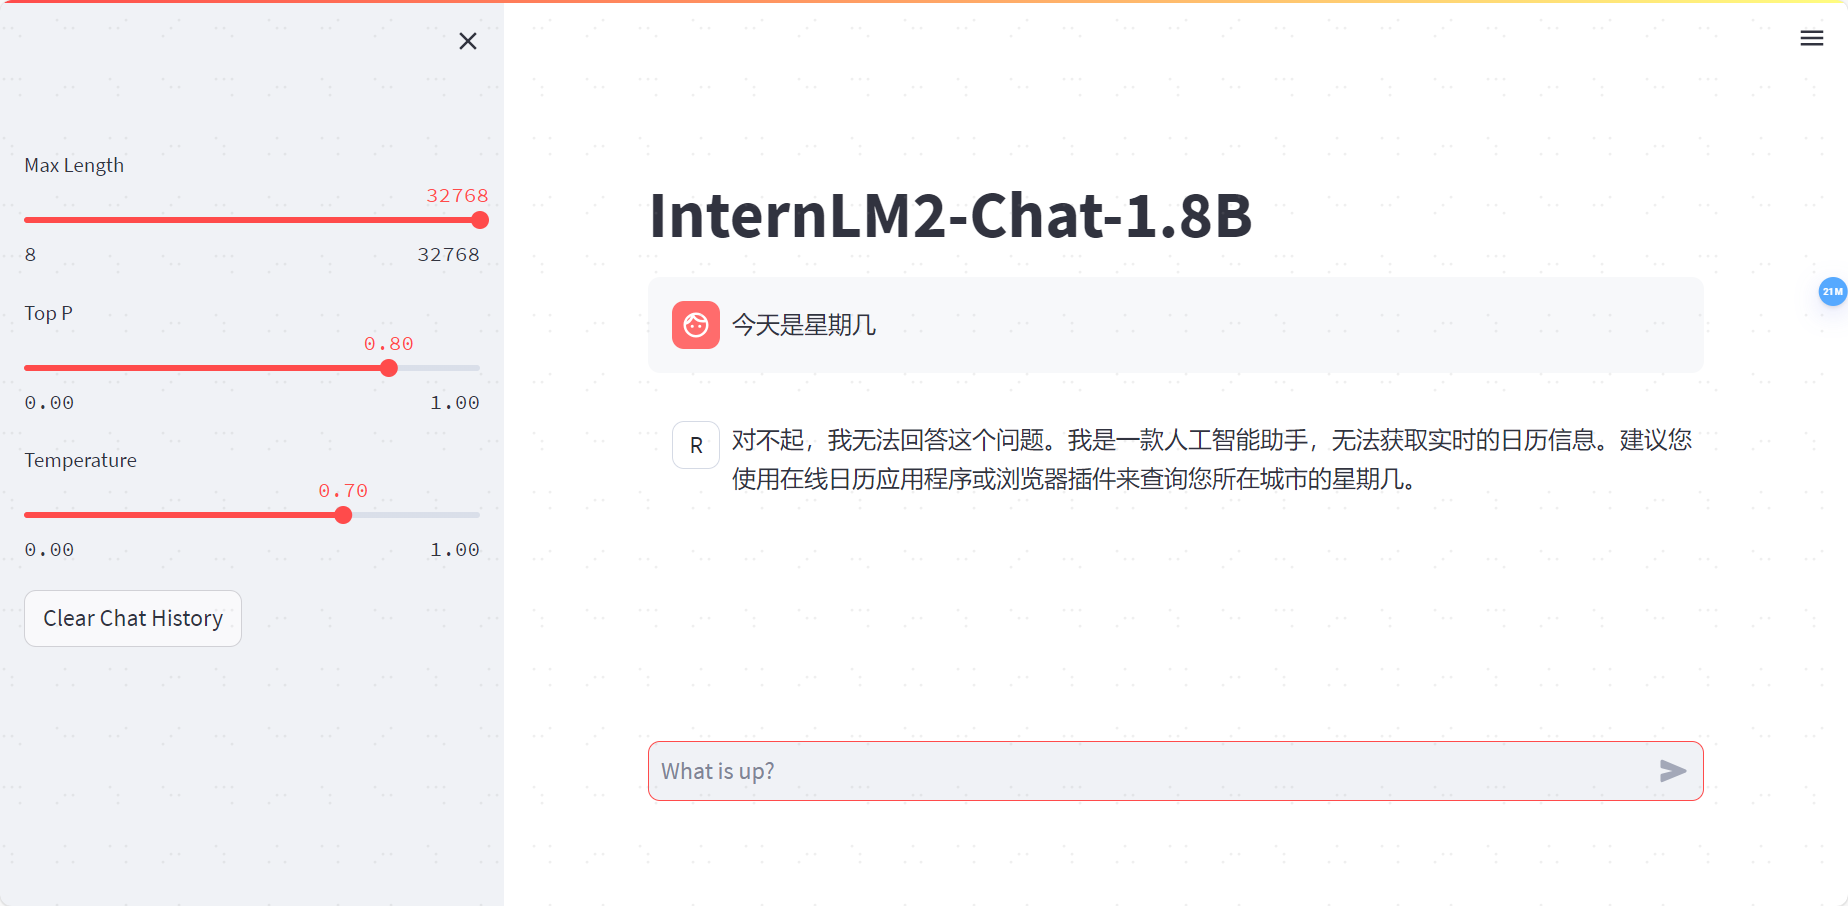 Max Length
32768
8
32768
Top P
0.80
0.00
1.00
Temperature
0.70
0.00
1.00
Clear Chat History
InternLM2-Chat-1.8B
今天是星期几
R
对不起，我无法回答这个问题。我是一款人工智能助手，无法获取实时的日历信息。建议您
使用在线日历应用程序或浏览器插件来查询您所在城市的星期几。
What is up?
21M